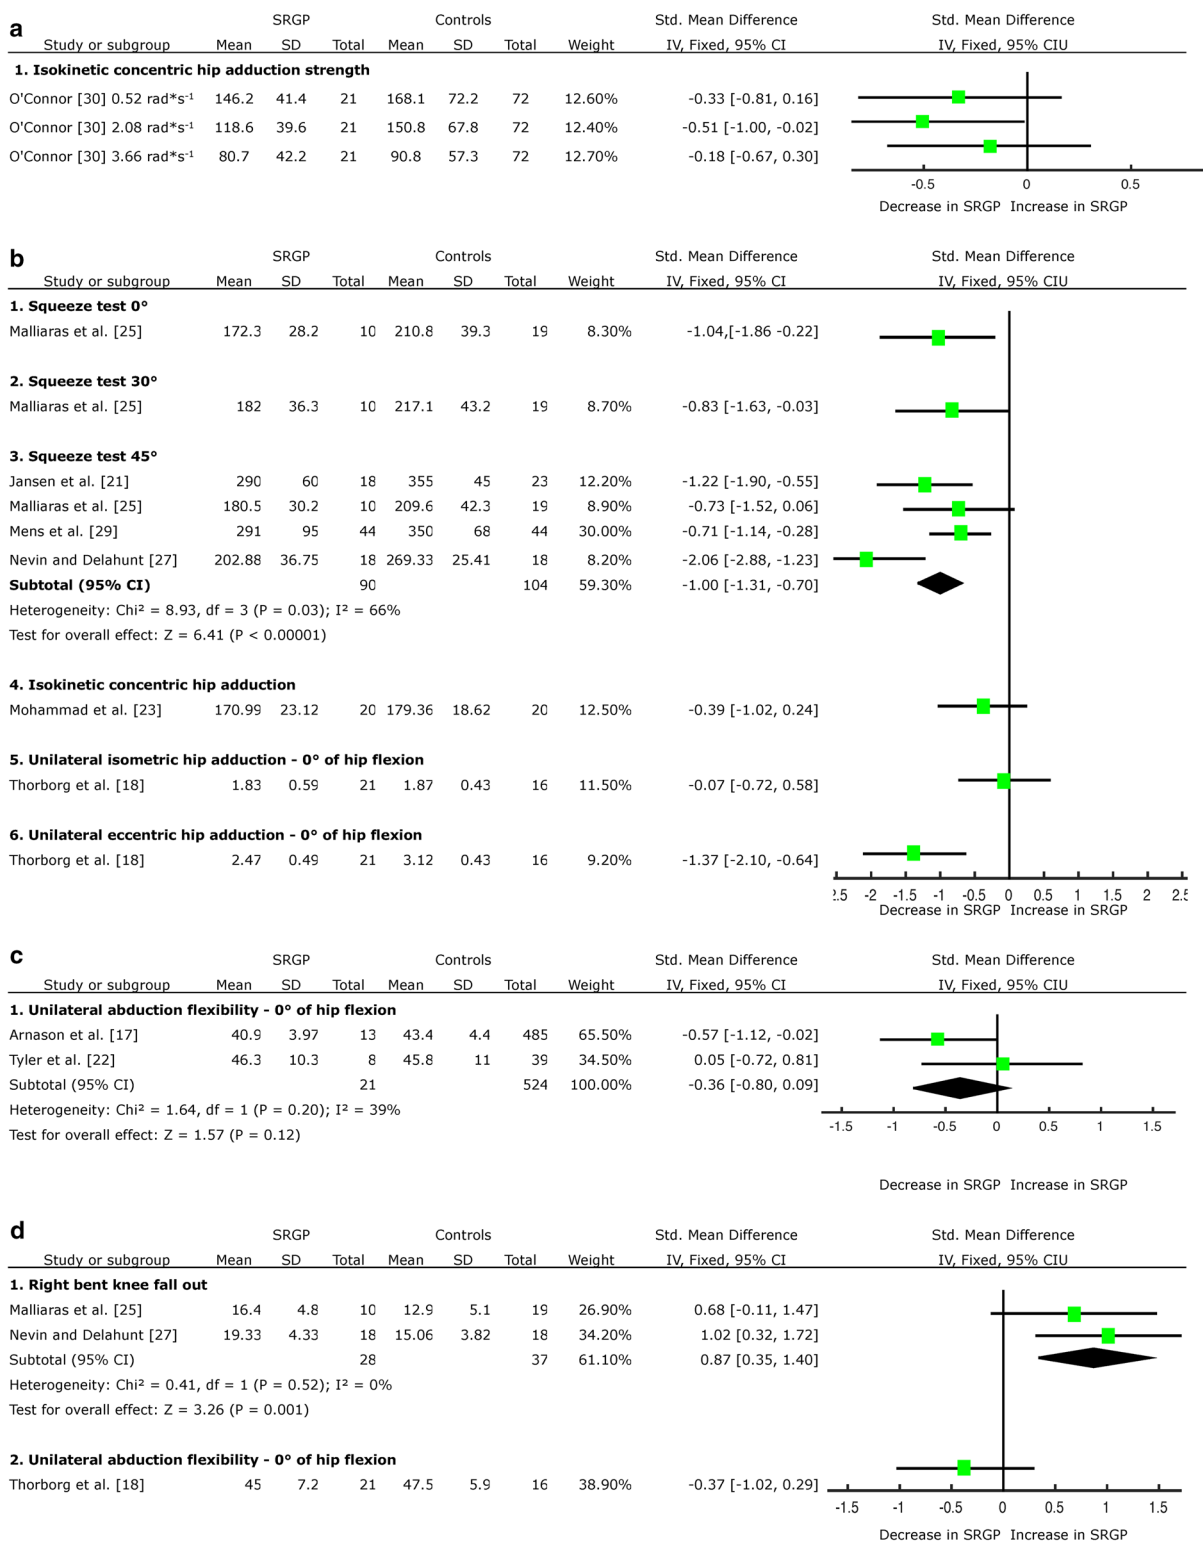 a
SRGP Controls Std. Mean Difference Std. Mean Difference
Study or subgroup Mean SD Total Mean SD Total Weight IV, Fixed, 95% CI IV, Fixed, 95% CIU
1. Isokinetic concentric hip adduction strength
O'Connor [30] 0.52 rad*s⁻¹ 146.2 41.4 21 168.1 72.2 72 12.60% -0.33 [-0.81, 0.16]
O'Connor [30] 2.08 rad*s⁻¹ 118.6 39.6 21 150.8 67.8 72 12.40% -0.51 [-1.00, -0.02]
O'Connor [30] 3.66 rad*s⁻¹ 80.7 42.2 21 90.8 57.3 72 12.70% -0.18 [-0.67, 0.30]
-0.5 0 0.5
Decrease in SRGP Increase in SRGP
b
SRGP Controls Std. Mean Difference Std. Mean Difference
Study or subgroup Mean SD Total Mean SD Total Weight IV, Fixed, 95% CI IV, Fixed, 95% CIU
1. Squeeze test 0°
Malliaras et al. [25] 172.3 28.2 10 210.8 39.3 19 8.30% -1.04,[-1.86 -0.22]
2. Squeeze test 30°
Malliaras et al. [25] 182 36.3 10 217.1 43.2 19 8.70% -0.83 [-1.63, -0.03]
3. Squeeze test 45°
Jansen et al. [21] 290 60 18 355 45 23 12.20% -1.22 [-1.90, -0.55]
Malliaras et al. [25] 180.5 30.2 10 209.6 42.3 19 8.90% -0.73 [-1.52, 0.06]
Mens et al. [29] 291 95 44 350 68 44 30.00% -0.71 [-1.14, -0.28]
Nevin and Delahunt [27] 202.88 36.75 18 269.33 25.41 18 8.20% -2.06 [-2.88, -1.23]
Subtotal (95% CI) 90 104 59.30% -1.00 [-1.31, -0.70]
Heterogeneity: Chi² = 8.93, df = 3 (P = 0.03); I² = 66%
Test for overall effect: Z = 6.41 (P < 0.00001)
4. Isokinetic concentric hip adduction
Mohammad et al. [23] 170.99 23.12 20 179.36 18.62 20 12.50% -0.39 [-1.02, 0.24]
5. Unilateral isometric hip adduction - 0° of hip flexion
Thorborg et al. [18] 1.83 0.59 21 1.87 0.43 16 11.50% -0.07 [-0.72, 0.58]
6. Unilateral eccentric hip adduction - 0° of hip flexion
Thorborg et al. [18] 2.47 0.49 21 3.12 0.43 16 9.20% -1.37 [-2.10, -0.64]
2.5 -2 -1.5 -1 -0.5 0 0.5 1 1.5 2 2.5
Decrease in SRGP Increase in SRGP
c
SRGP Controls Std. Mean Difference Std. Mean Difference
Study or subgroup Mean SD Total Mean SD Total Weight IV, Fixed, 95% CI IV, Fixed, 95% CIU
1. Unilateral abduction flexibility - 0° of hip flexion
Arnason et al. [17] 40.9 3.97 13 43.4 4.4 485 65.50% -0.57 [-1.12, -0.02]
Tyler et al. [22] 46.3 10.3 8 45.8 11 39 34.50% 0.05 [-0.72, 0.81]
Subtotal (95% CI) 21 524 100.00% -0.36 [-0.80, 0.09]
Heterogeneity: Chi² = 1.64, df = 1 (P = 0.20); I² = 39%
Test for overall effect: Z = 1.57 (P = 0.12)
-1.5 -1 -0.5 0 0.5 1 1.5
Decrease in SRGP Increase in SRGP
d
SRGP Controls Std. Mean Difference Std. Mean Difference
Study or subgroup Mean SD Total Mean SD Total Weight IV, Fixed, 95% CI IV, Fixed, 95% CIU
1. Right bent knee fall out
Malliaras et al. [25] 16.4 4.8 10 12.9 5.1 19 26.90% 0.68 [-0.11, 1.47]
Nevin and Delahunt [27] 19.33 4.33 18 15.06 3.82 18 34.20% 1.02 [0.32, 1.72]
Subtotal (95% CI) 28 37 61.10% 0.87 [0.35, 1.40]
Heterogeneity: Chi² = 0.41, df = 1 (P = 0.52); I² = 0%
Test for overall effect: Z = 3.26 (P = 0.001)
2. Unilateral abduction flexibility - 0° of hip flexion
Thorborg et al. [18] 45 7.2 21 47.5 5.9 16 38.90% -0.37 [-1.02, 0.29]
-1.5 -1 -0.5 0 0.5 1 1.5
Decrease in SRGP Increase in SRGP